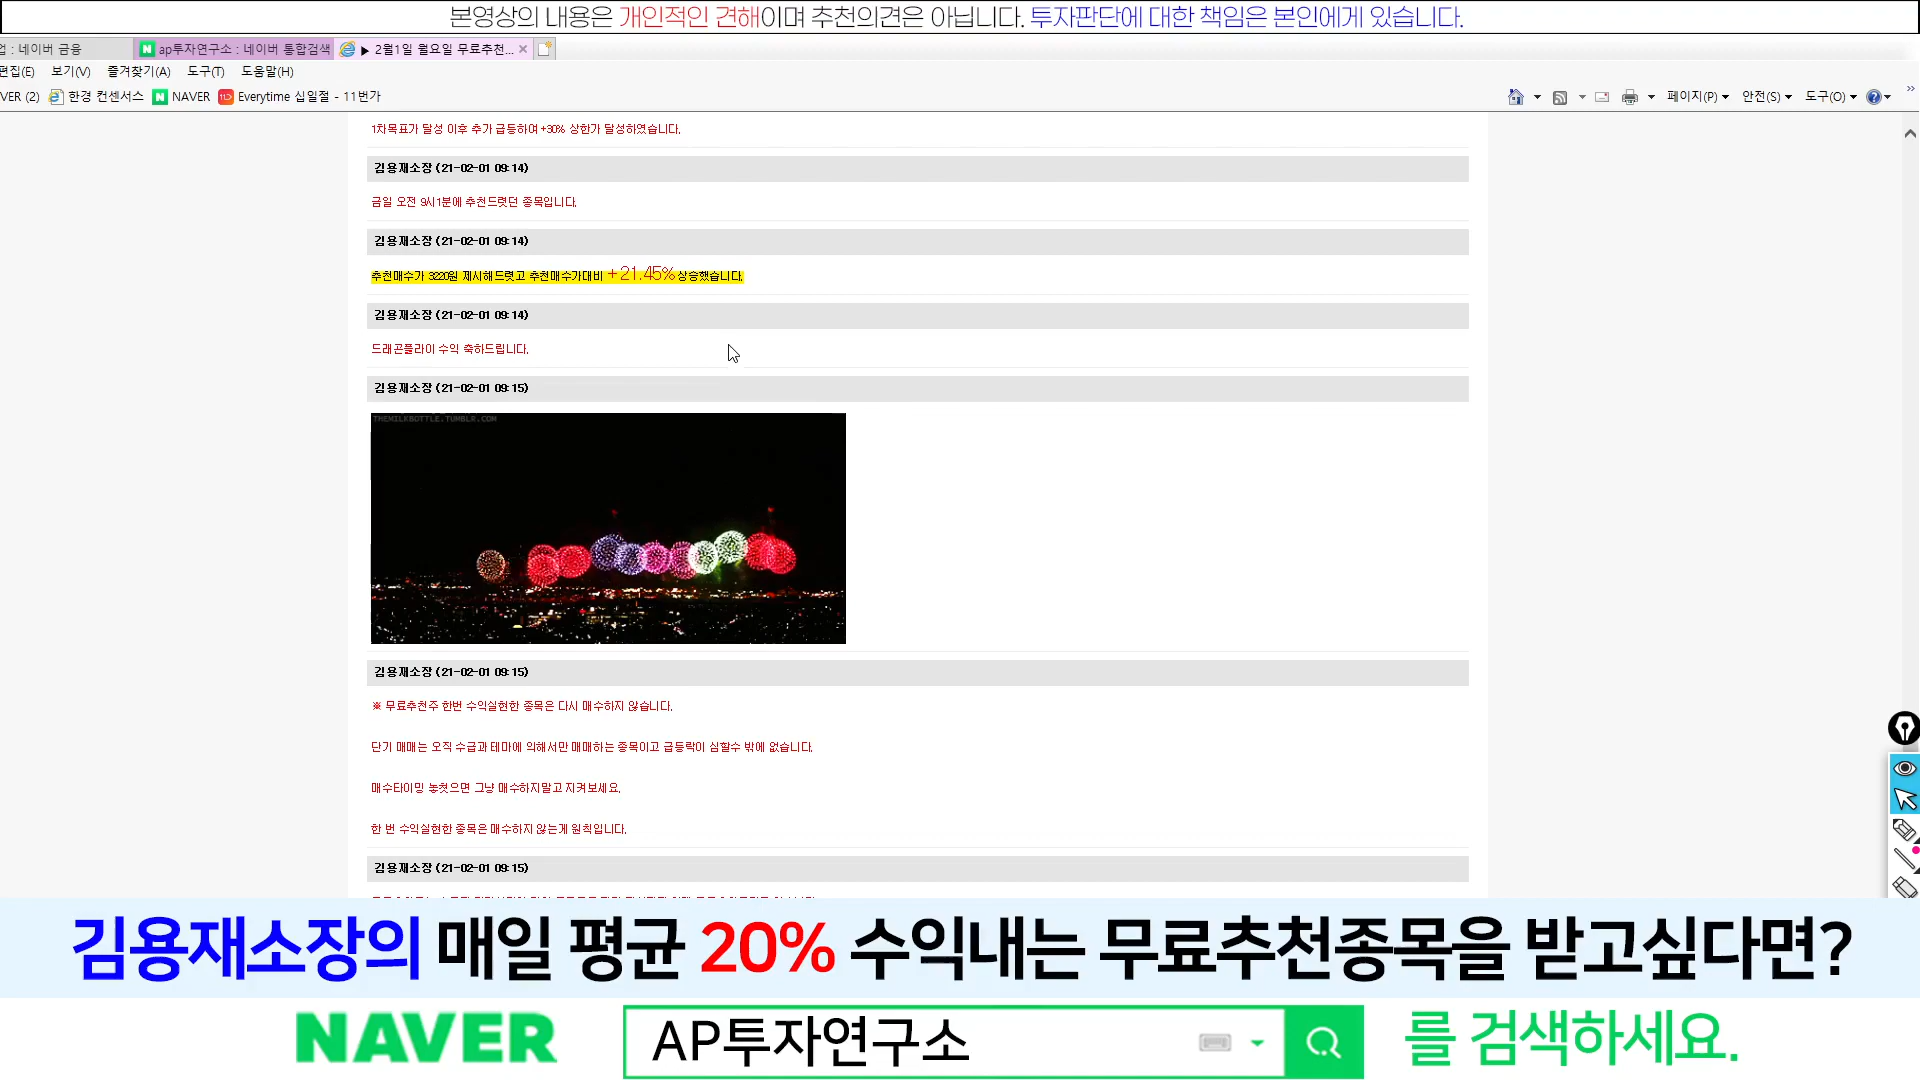 본영상의 내용은 개인적인 견해이며 추천의견은 아닙니다. 투자판단에 대한 책임은 본인에게 있습니다.
: 네이버 금융
ap투자연구소 : 네이버 통합검색
▶ 2월1일 월요일 무료추천...
편집(E) 보기(V) 즐겨찾기(A) 도구(T) 도움말(H)
VER (2) 한경 컨센서스 NAVER Everytime 십일절 - 11번가
페이지(P) 안전(S) 도구(O)
1차목표가 달성 이후 추가 급등하여 +30% 상한가 달성하였습니다.
김용재소장 (21-02-01 09:14)
금일 오전 9시1분에 추천드렷던 종목입니다.
김용재소장 (21-02-01 09:14)
추천매수가 3220원 제시해드렷고 추천매수가대비 +21.45% 상승했습니다.
김용재소장 (21-02-01 09:14)
드래곤플라이 수익 축하드립니다.
김용재소장 (21-02-01 09:15)
THEMILKBOTTLE.TUMBLR.COM
김용재소장 (21-02-01 09:15)
※ 무료추천주 한번 수익실현한 종목은 다시 매수하지 않습니다.
단기 매매는 오직 수급과 테마에 의해서만 매매하는 종목이고 급등락이 심할수 밖에 없습니다.
매수타이밍 놓쳣으면 그냥 매수하지말고 지켜보세요.
한 번 수익실현한 종목은 매수하지 않는게 원칙입니다.
김용재소장 (21-02-01 09:15)
김용재소장의 매일 평균 20% 수익내는 무료추천종목을 받고싶다면?
NAVER AP투자연구소 를 검색하세요.